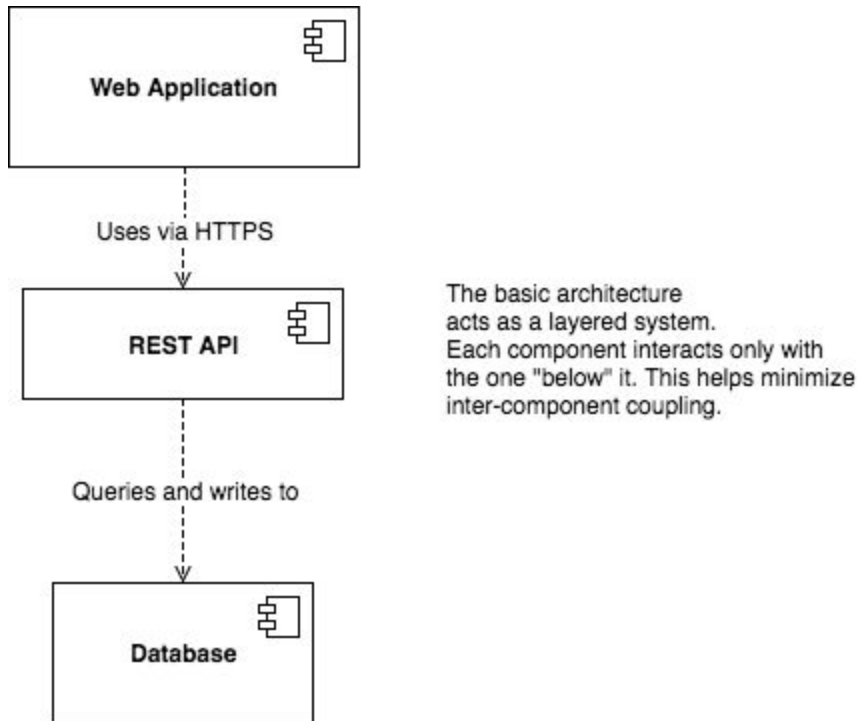 Web Application
Uses via HTTPS
REST API
The basic architecture
acts as a layered system.
Each component interacts only with
the one "below" it. This helps minimize
inter-component coupling.
Queries and writes to
Database